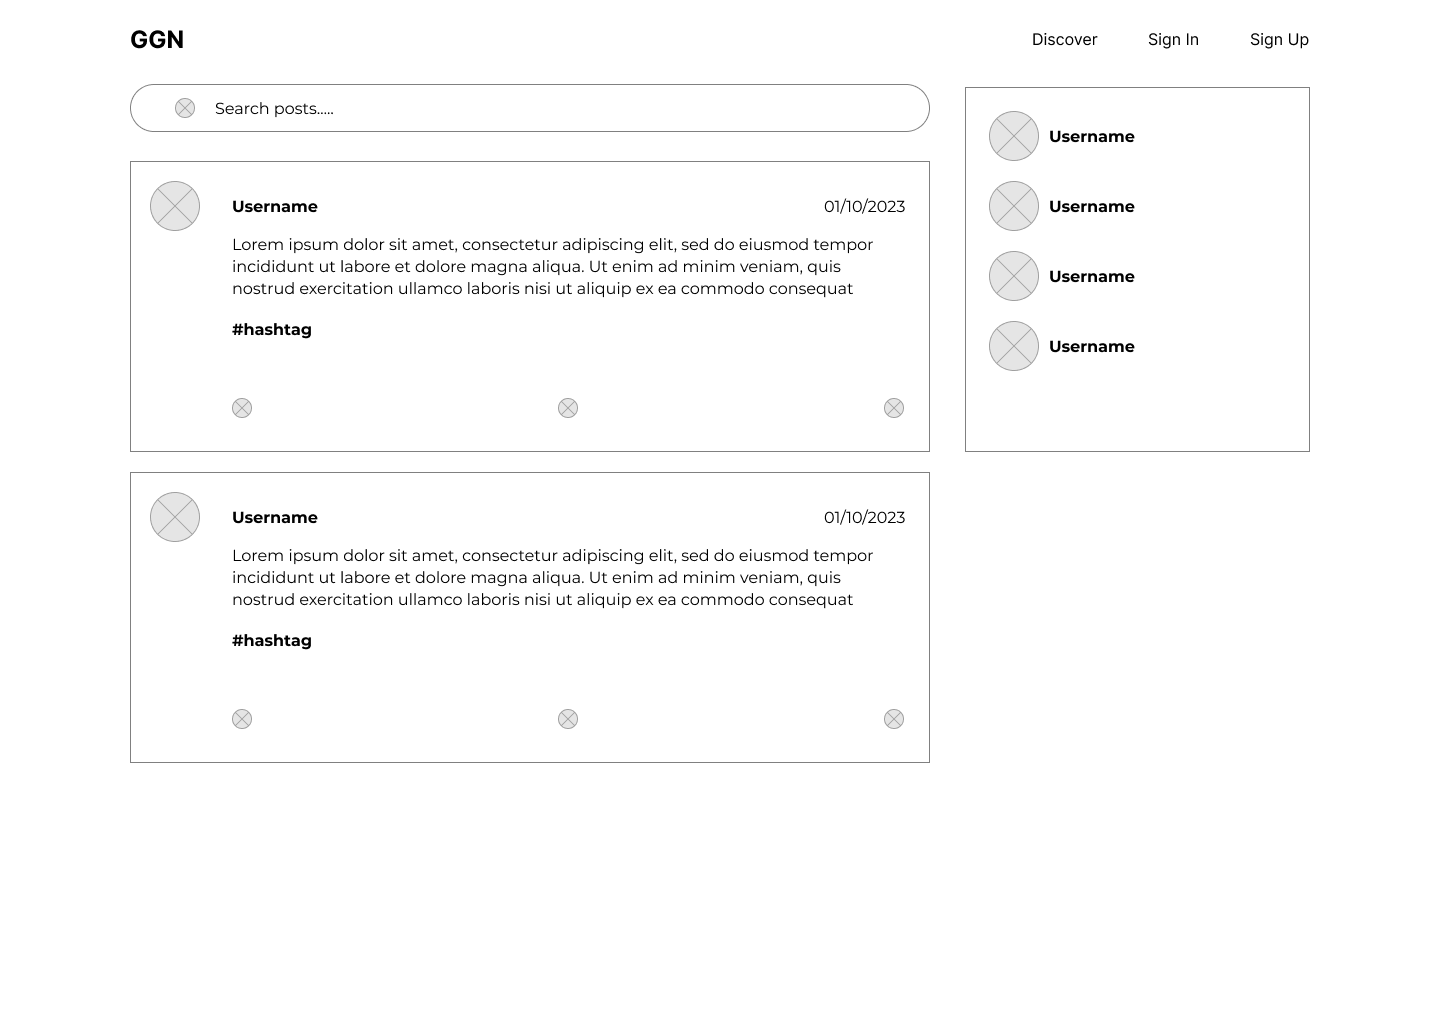 GGN
Discover
Sign In
Sign Up
Search posts.....
Username
01/10/2023
Lorem ipsum dolor sit amet, consectetur adipiscing elit, sed do eiusmod tempor
incididunt ut labore et dolore magna aliqua. Ut enim ad minim veniam, quis
nostrud exercitation ullamco laboris nisi ut aliquip ex ea commodo consequat
#hashtag
Username
01/10/2023
Lorem ipsum dolor sit amet, consectetur adipiscing elit, sed do eiusmod tempor
incididunt ut labore et dolore magna aliqua. Ut enim ad minim veniam, quis
nostrud exercitation ullamco laboris nisi ut aliquip ex ea commodo consequat
#hashtag
Username
Username
Username
Username